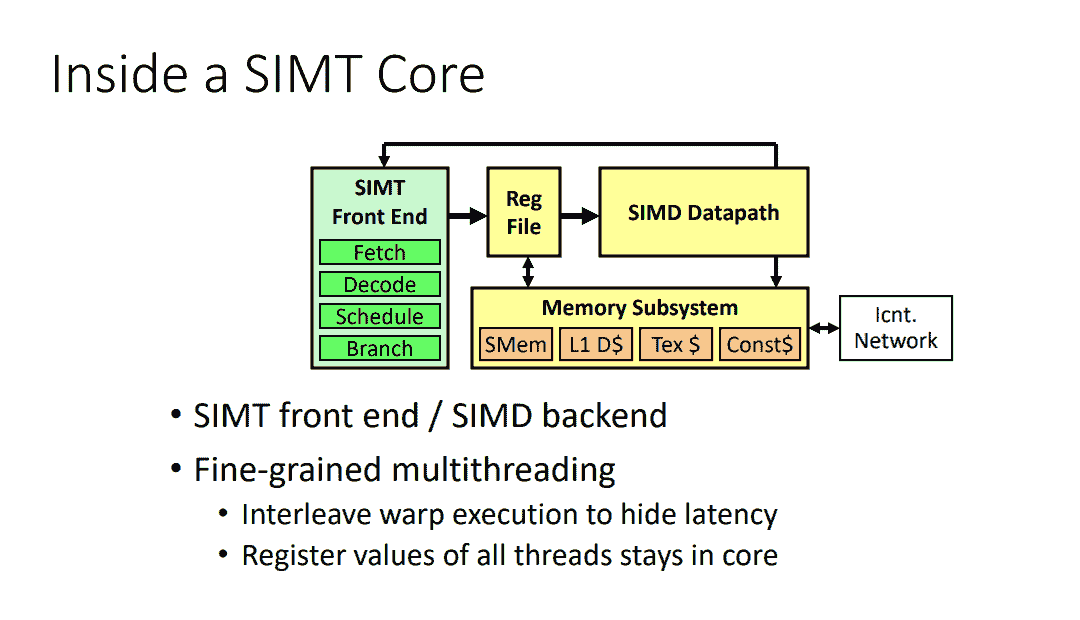 Inside a SIMT Core
SIMT
Front End
Fetch
Decode
Schedule
Branch
Reg
File
SIMD Datapath
Memory Subsystem
SMem
L1 D$
Tex $
Const$
Icnt.
Network
• SIMT front end / SIMD backend
• Fine-grained multithreading
• Interleave warp execution to hide latency
• Register values of all threads stays in core